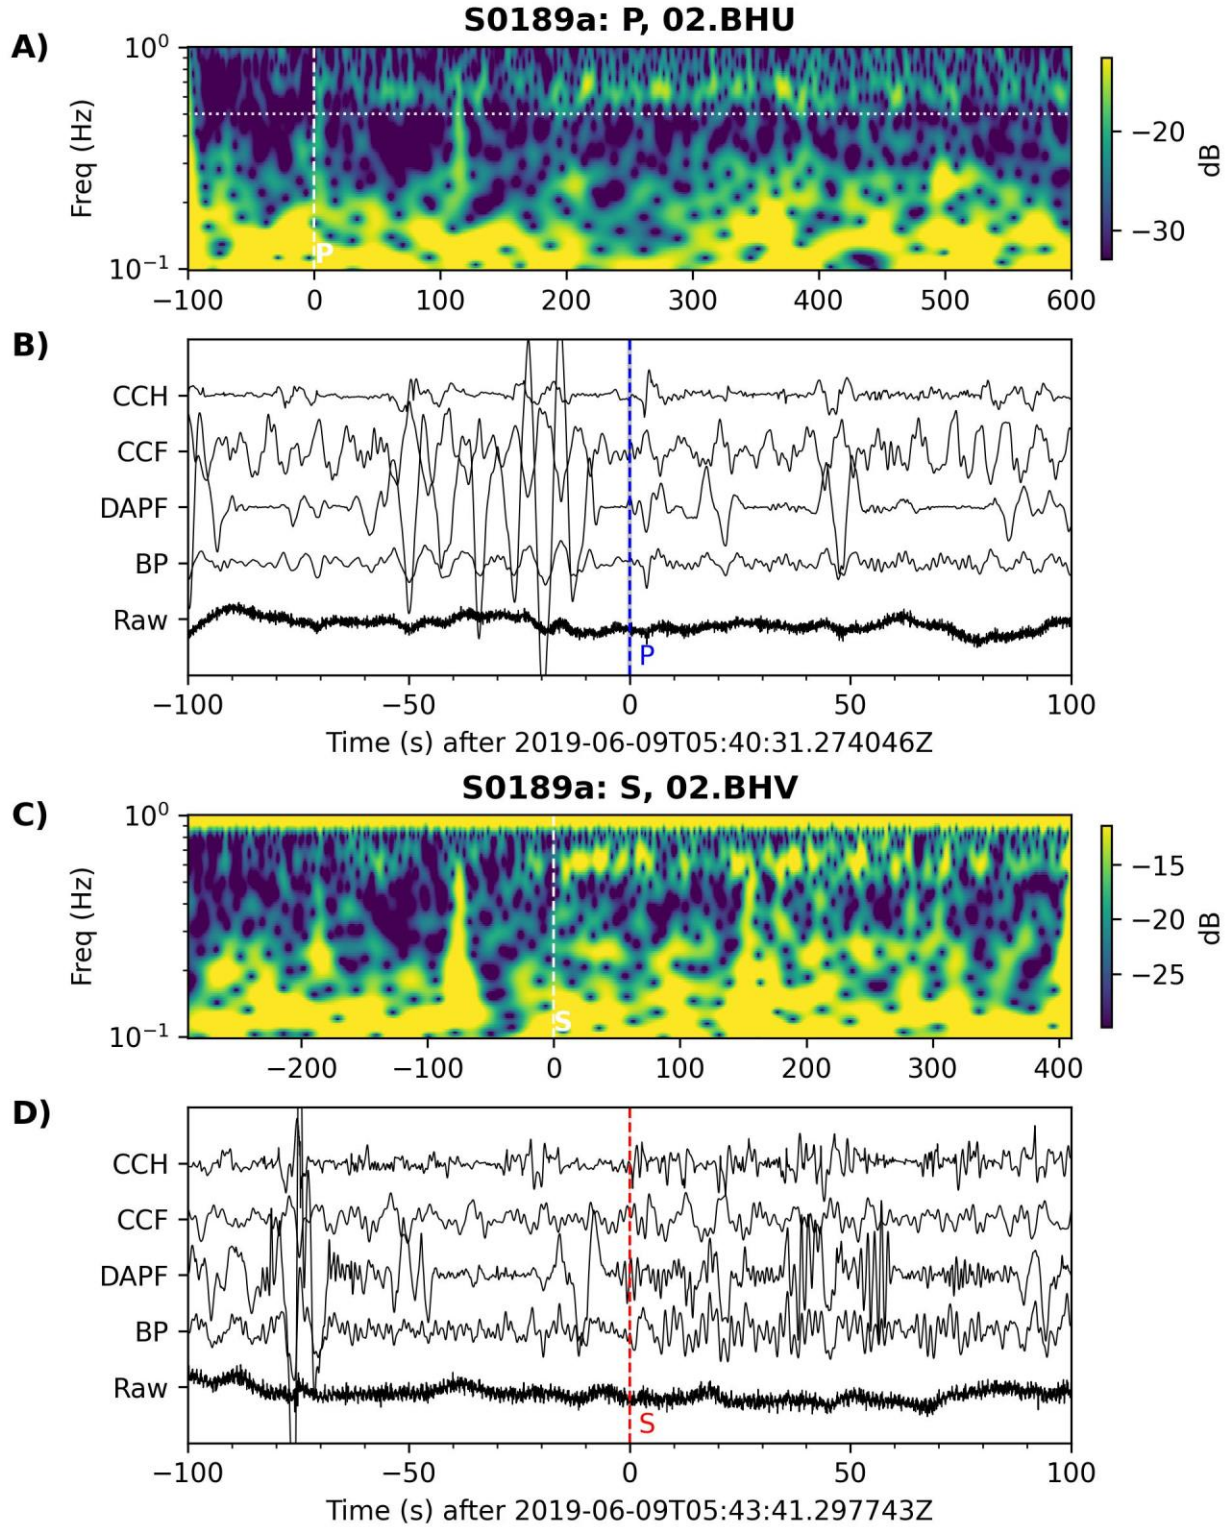 S0189a: P, 02.BHU
A)
10⁰
Freq (Hz)
10⁻¹
P
−20
−30
dB
−100 0 100 200 300 400 500 600
B)
CCH
CCF
DAPF
BP
Raw
P
−100 −50 0 50 100
Time (s) after 2019-06-09T05:40:31.274046Z
S0189a: S, 02.BHV
C)
10⁰
Freq (Hz)
10⁻¹
S
−15
−20
−25
dB
−200 −100 0 100 200 300 400
D)
CCH
CCF
DAPF
BP
Raw
S
−100 −50 0 50 100
Time (s) after 2019-06-09T05:43:41.297743Z